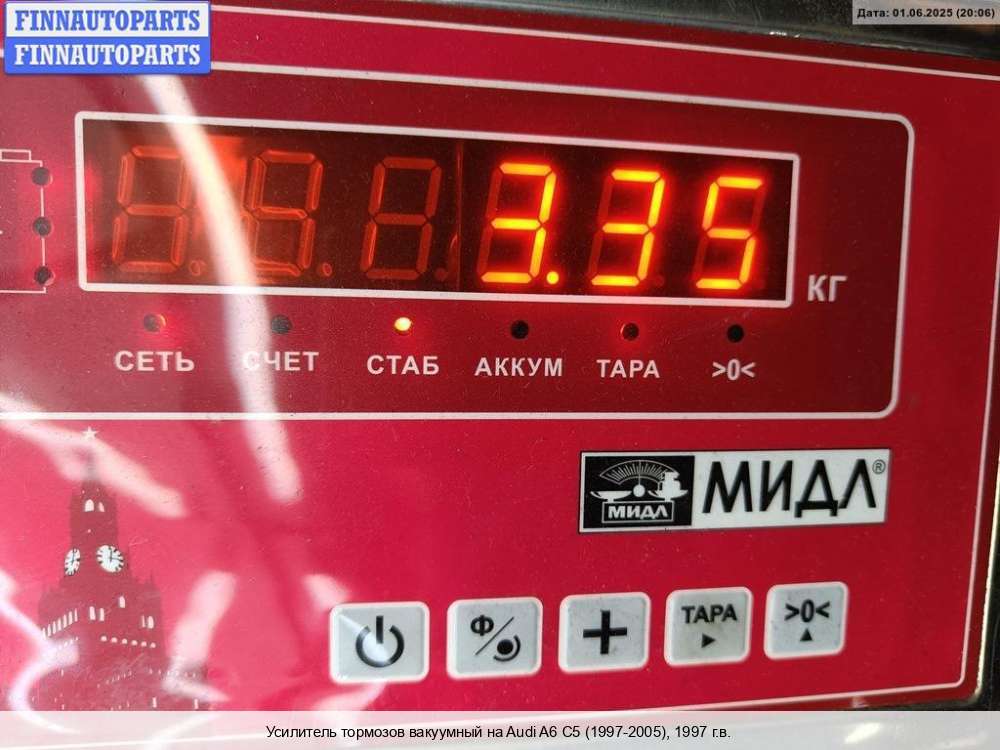 FINNAUTOPARTS
FINNAUTOPARTS
Дата: 01.06.2025 (20:06)
3.35
КГ
СЕТЬ СЧЕТ СТАБ АККУМ ТАРА >0<
МИДЛ МИДЛ®
Ф ТАРА >0<
Усилитель тормозов вакуумный на Audi A6 C5 (1997-2005), 1997 г.в.